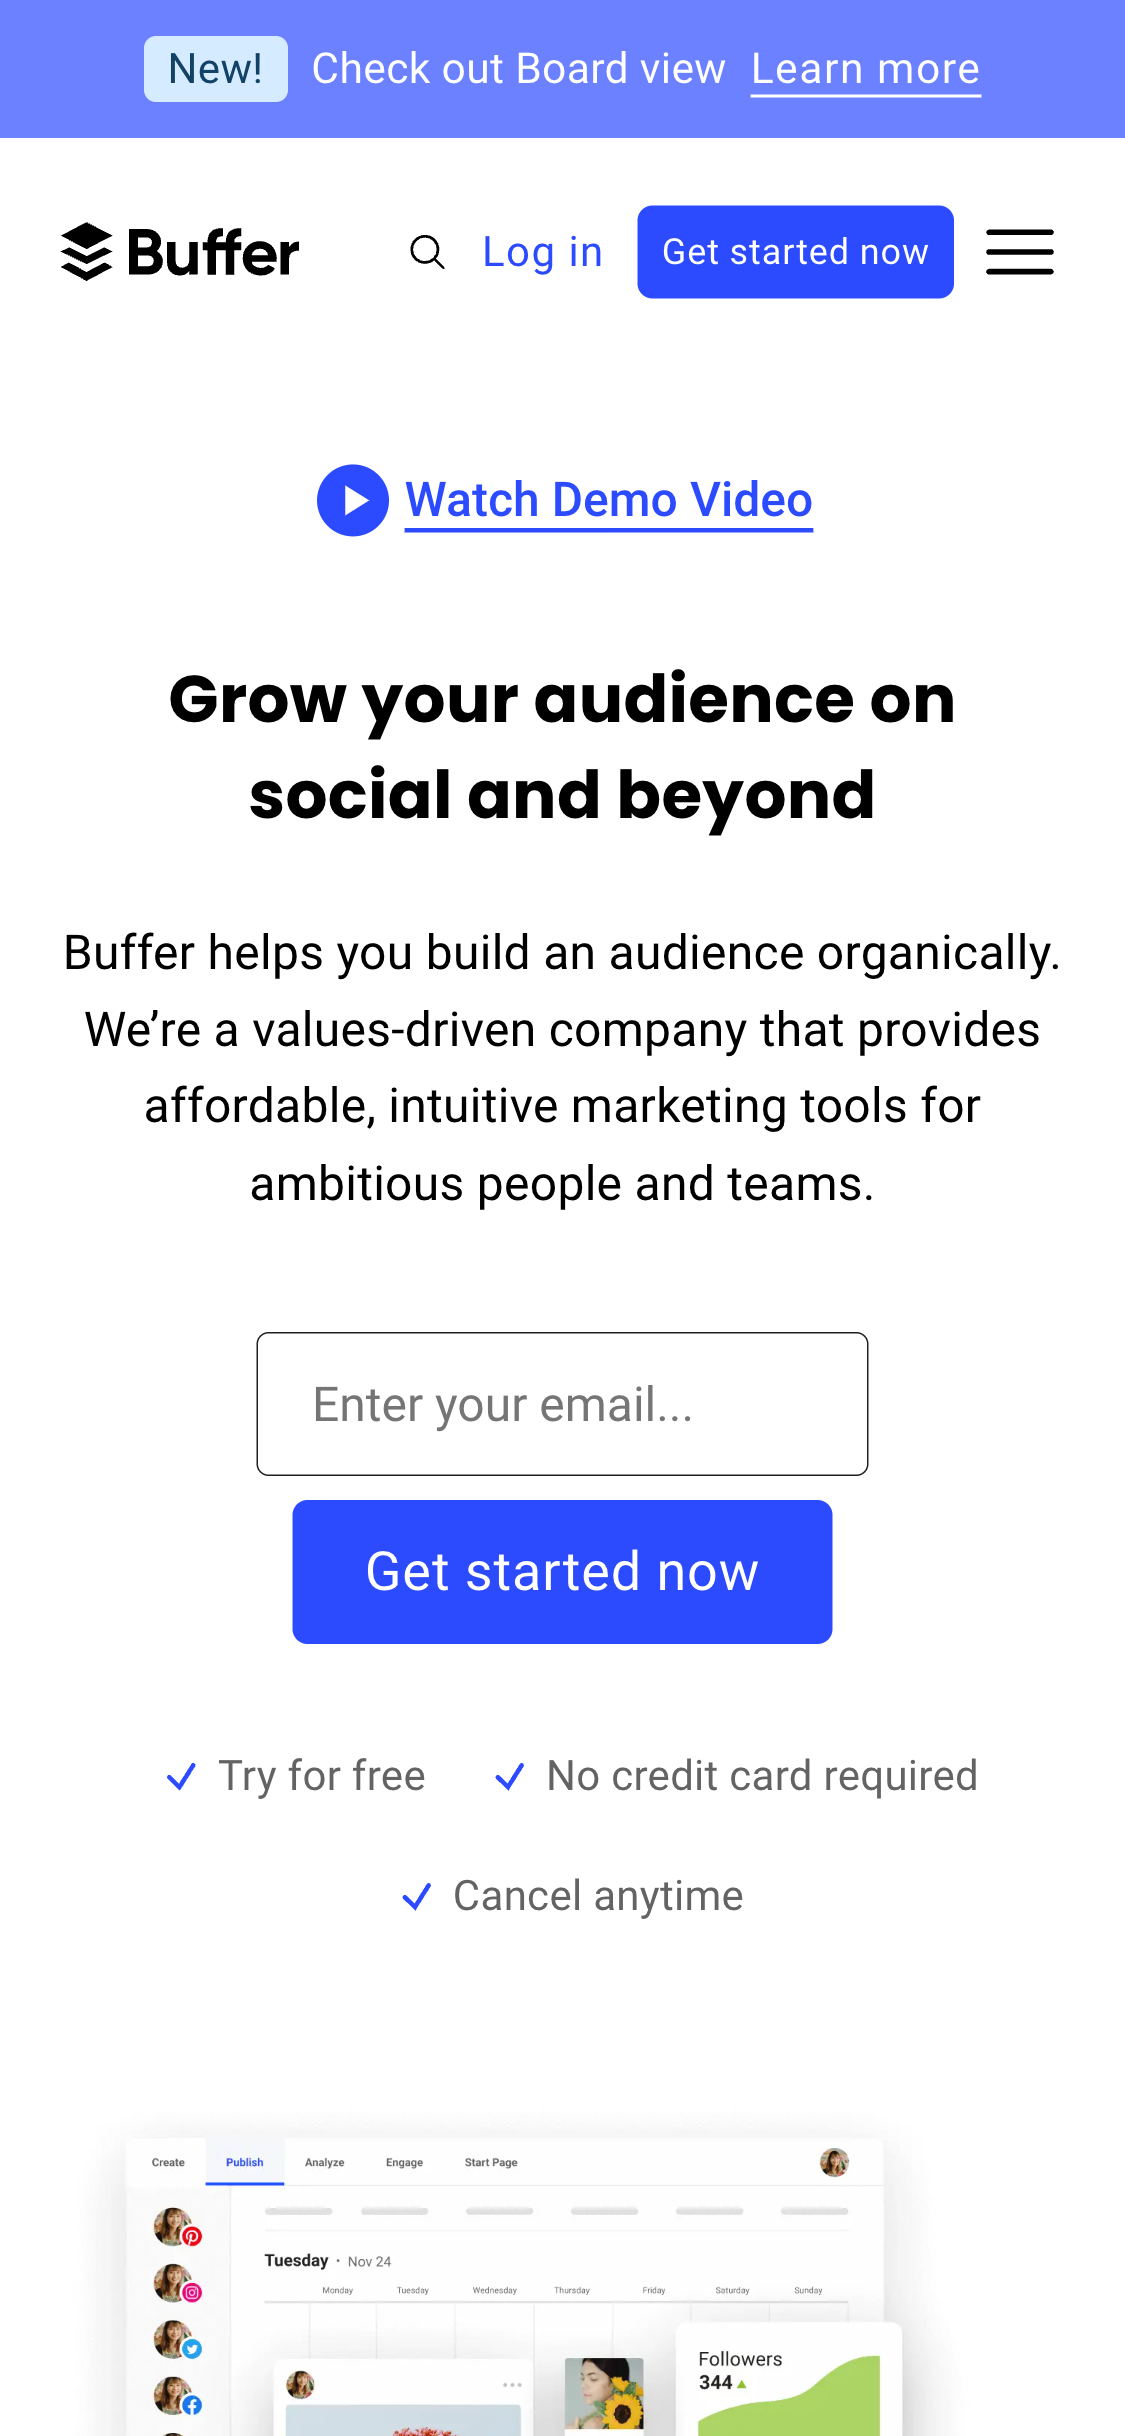 New! Check out Board view Learn more
Buffer Log in Get started now
Watch Demo Video
Grow your audience on
social and beyond
Buffer helps you build an audience organically.
We’re a values-driven company that provides
affordable, intuitive marketing tools for
ambitious people and teams.
Enter your email...
Get started now
Try for free No credit card required
Cancel anytime
Create Publish Analyze Engage Start Page
Tuesday · Nov 24
Monday Tuesday Wednesday Thursday Friday Saturday Sunday
Followers
344